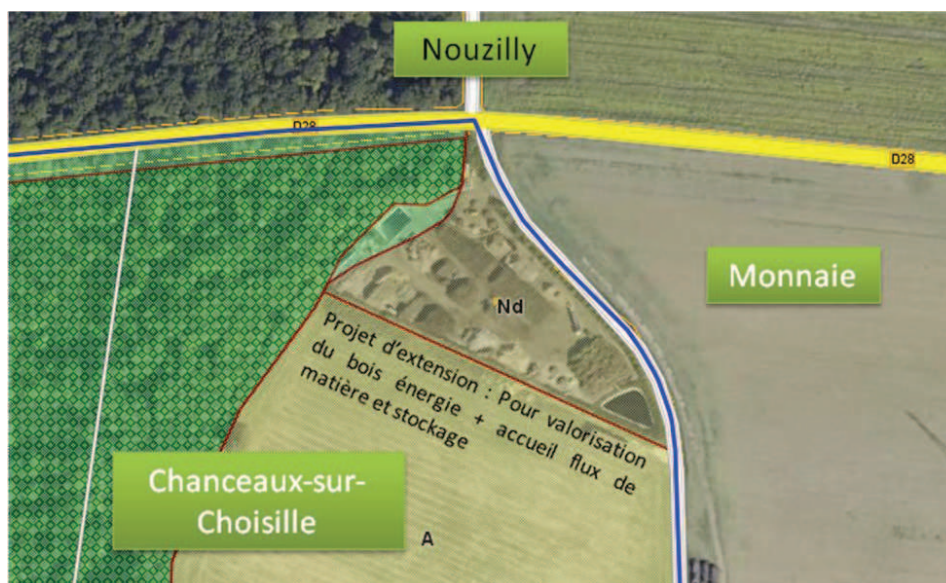 Nouzilly
D28
D28
Monnaie
Nd
Projet d'extension : Pour valorisation
du bois énergie + accueil flux de
matière et stockage
Chanceaux-sur-
Choisille
A